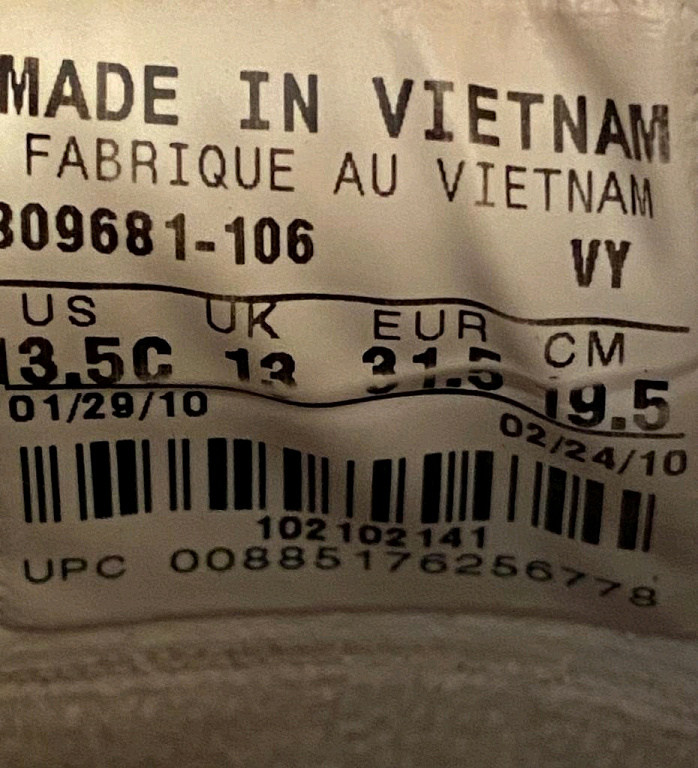 MADE IN VIETNAM
FABRIQUE AU VIETNAM
309681-106 VY
US UK EUR CM
13.5C 13 31.5 19.5
01/29/10 02/24/10
102102141
UPC 00885176256778